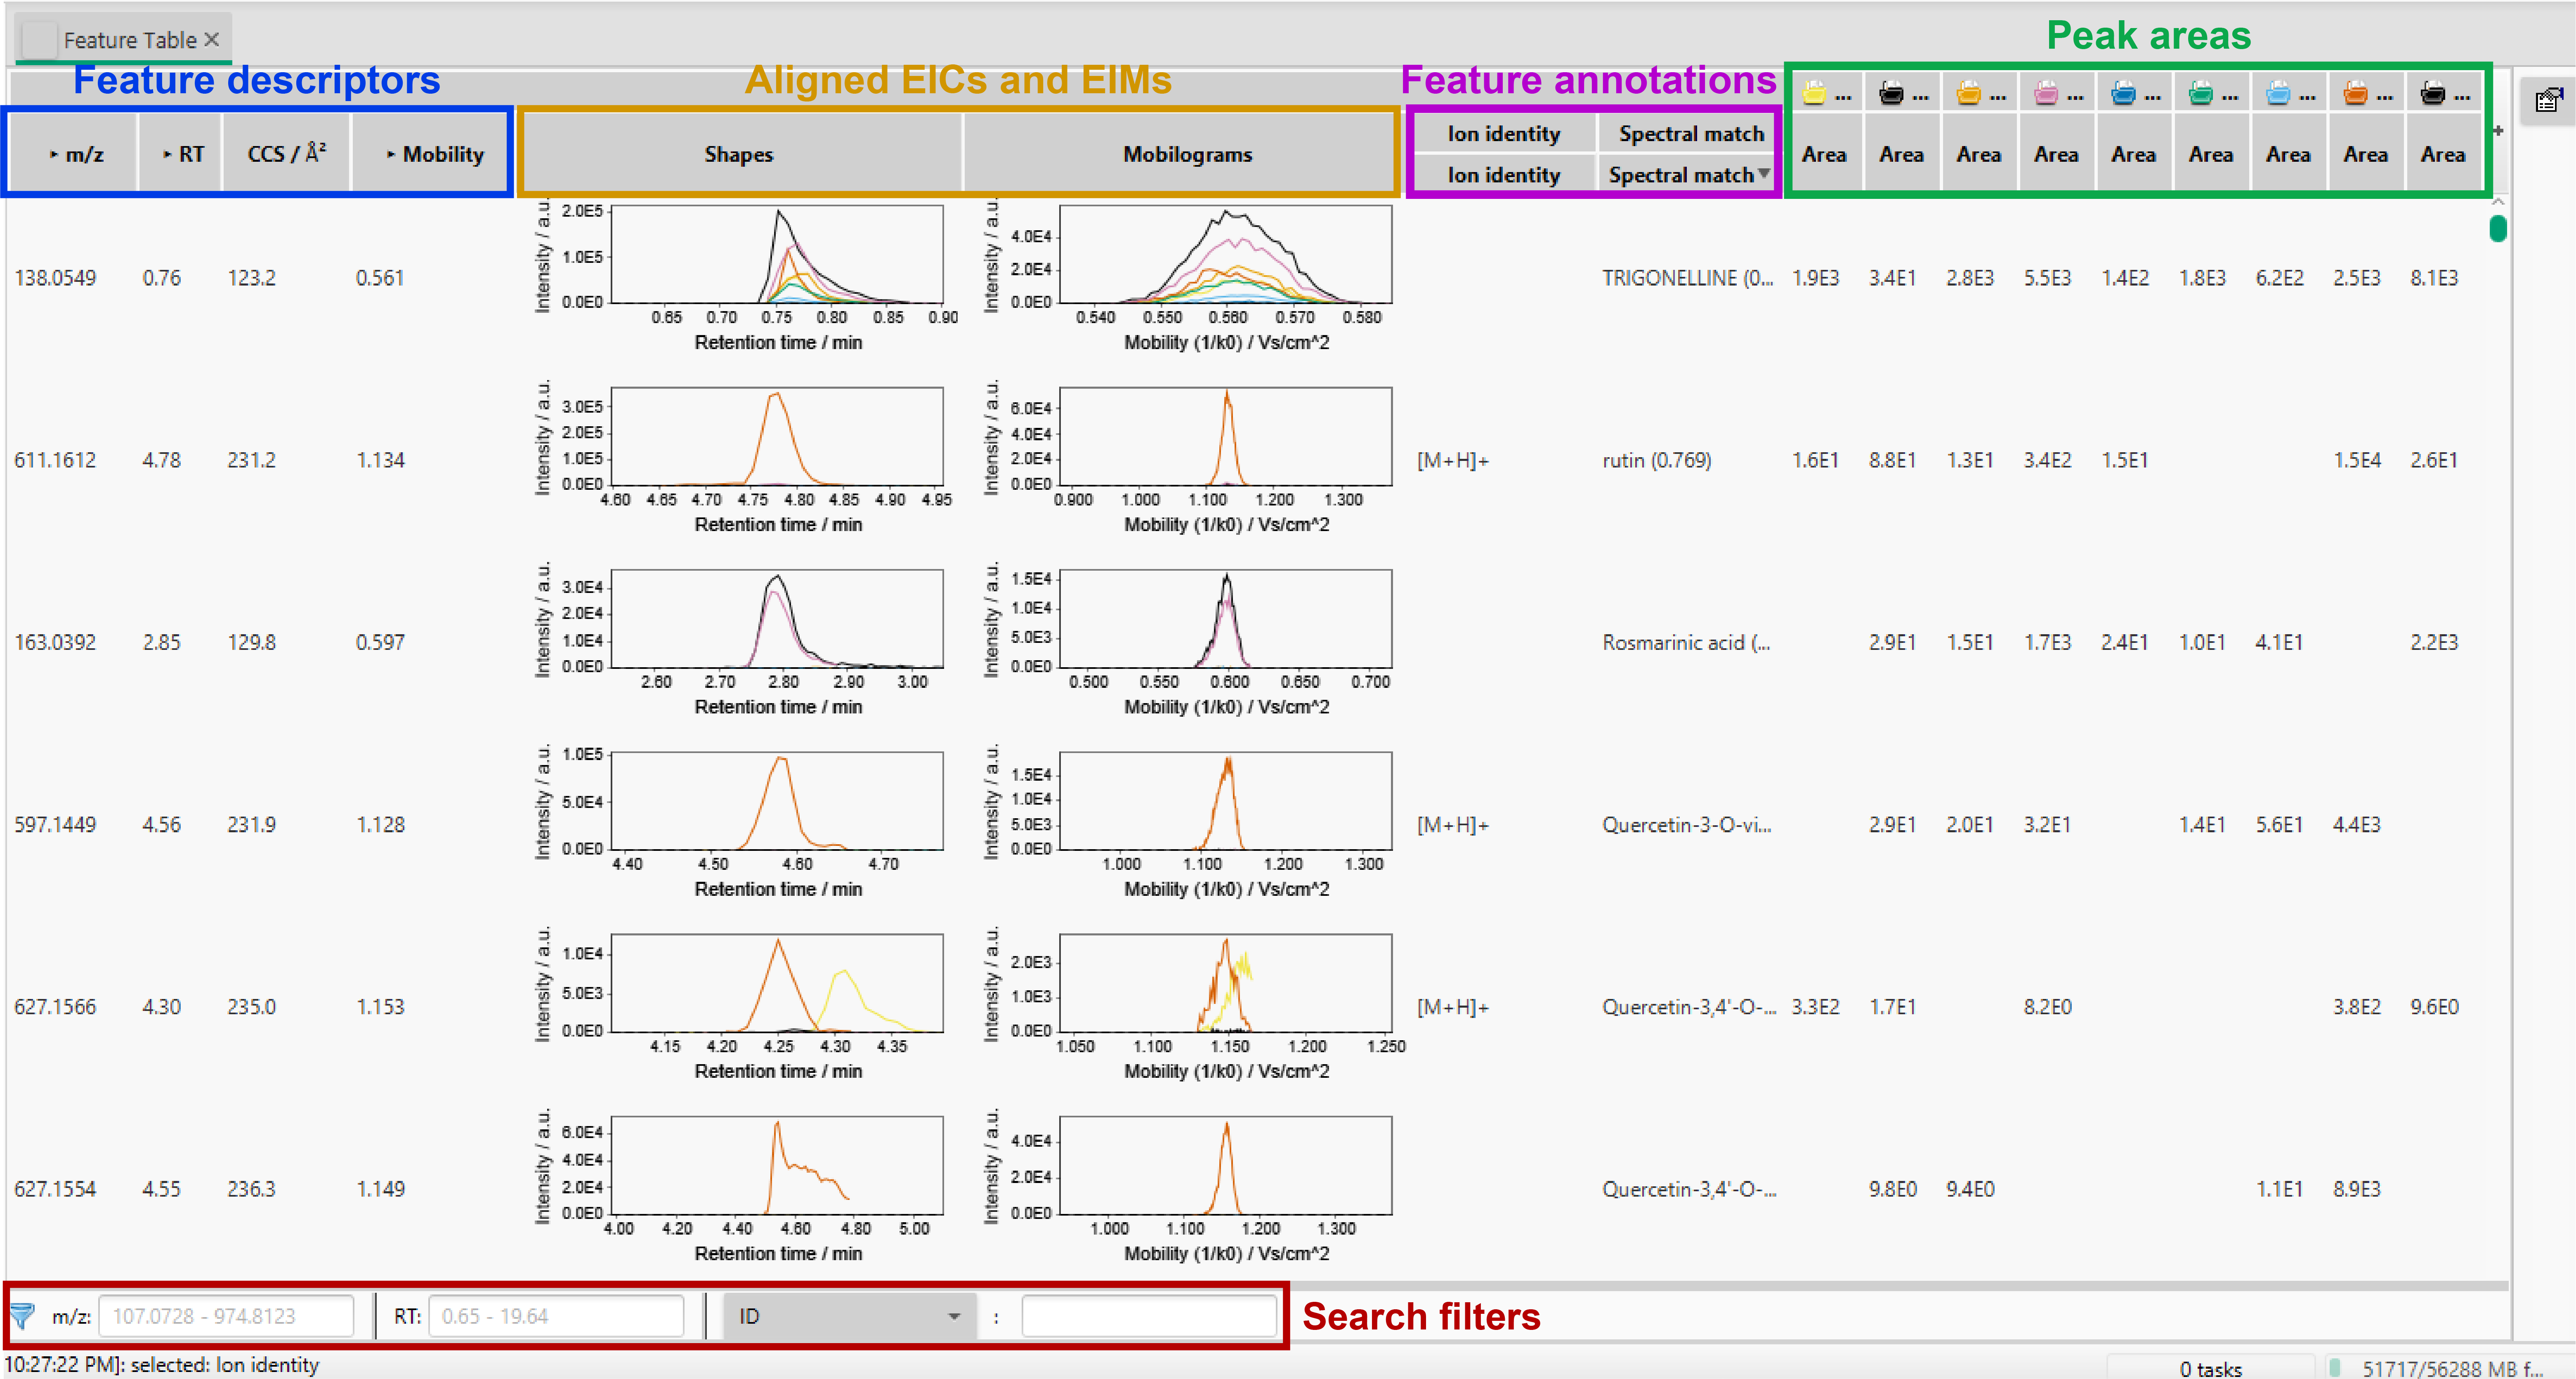 Feature Table ×
Peak areas
Feature descriptors
Aligned EICs and EIMs
Feature annotations
... ... ... ... ... ... ... ... ...
m/z RT CCS / Å² Mobility Shapes Mobilograms
Ion identity Spectral match
Ion identity Spectral match
Area Area Area Area Area Area Area Area Area
138.0549 0.76 123.2 0.561
Intensity / a.u.
2.0E5
1.0E5
0.0E0
0.65 0.70 0.75 0.80 0.85 0.90
Retention time / min
Intensity / a.u.
4.0E4
2.0E4
0.0E0
0.540 0.550 0.560 0.570 0.580
Mobility (1/k0) / Vs/cm^2
TRIGONELLINE (0... 1.9E3 3.4E1 2.8E3 5.5E3 1.4E2 1.8E3 6.2E2 2.5E3 8.1E3
611.1612 4.78 231.2 1.134
Intensity / a.u.
3.0E5
2.0E5
1.0E5
0.0E0
4.60 4.65 4.70 4.75 4.80 4.85 4.90 4.95
Retention time / min
Intensity / a.u.
6.0E4
4.0E4
2.0E4
0.0E0
0.900 1.000 1.100 1.200 1.300
Mobility (1/k0) / Vs/cm^2
[M+H]+ rutin (0.769) 1.6E1 8.8E1 1.3E1 3.4E2 1.5E1 1.5E4 2.6E1
163.0392 2.85 129.8 0.597
Intensity / a.u.
3.0E4
2.0E4
1.0E4
0.0E0
2.60 2.70 2.80 2.90 3.00
Retention time / min
Intensity / a.u.
1.5E4
1.0E4
5.0E3
0.0E0
0.500 0.550 0.600 0.650 0.700
Mobility (1/k0) / Vs/cm^2
Rosmarinic acid (... 2.9E1 1.5E1 1.7E3 2.4E1 1.0E1 4.1E1 2.2E3
597.1449 4.56 231.9 1.128
Intensity / a.u.
1.0E5
5.0E4
0.0E0
4.40 4.50 4.60 4.70
Retention time / min
Intensity / a.u.
1.5E4
1.0E4
5.0E3
0.0E0
1.000 1.100 1.200 1.300
Mobility (1/k0) / Vs/cm^2
[M+H]+ Quercetin-3-O-vi... 2.9E1 2.0E1 3.2E1 1.4E1 5.6E1 4.4E3
627.1566 4.30 235.0 1.153
Intensity / a.u.
1.0E4
5.0E3
0.0E0
4.15 4.20 4.25 4.30 4.35
Retention time / min
Intensity / a.u.
2.0E3
1.0E3
0.0E0
1.050 1.100 1.150 1.200 1.250
Mobility (1/k0) / Vs/cm^2
[M+H]+ Quercetin-3,4'-O-... 3.3E2 1.7E1 8.2E0 3.8E2 9.6E0
627.1554 4.55 236.3 1.149
Intensity / a.u.
6.0E4
4.0E4
2.0E4
0.0E0
4.00 4.20 4.40 4.60 4.80 5.00
Retention time / min
Intensity / a.u.
4.0E4
2.0E4
0.0E0
1.000 1.100 1.200 1.300
Mobility (1/k0) / Vs/cm^2
Quercetin-3,4'-O-... 9.8E0 9.4E0 1.1E1 8.9E3
m/z: 107.0728 - 974.8123 RT: 0.65 - 19.64 ID :
Search filters
10:27:22 PM]: selected: Ion identity
0 tasks 51717/56288 MB f...